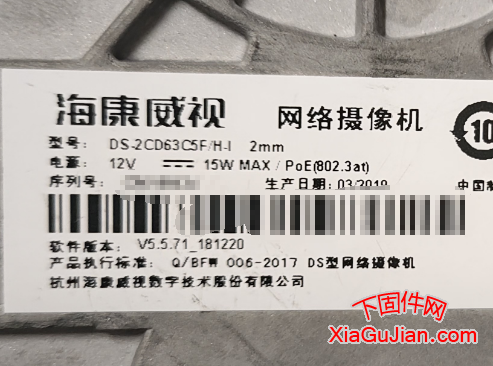 海康威视 网络摄像机
型号: DS-2CD63C5F/H-I 2mm
电源: 12V 15W MAX / PoE(802.3at)
序列号: 生产日期: 03/2019 中国制
10
软件版本: V5.5.71_181220
产品执行标准: Q/BFW 006-2017 DS型网络摄像机
杭州海康威视数字技术股份有限公司
下固件网
XiaGuJian.com